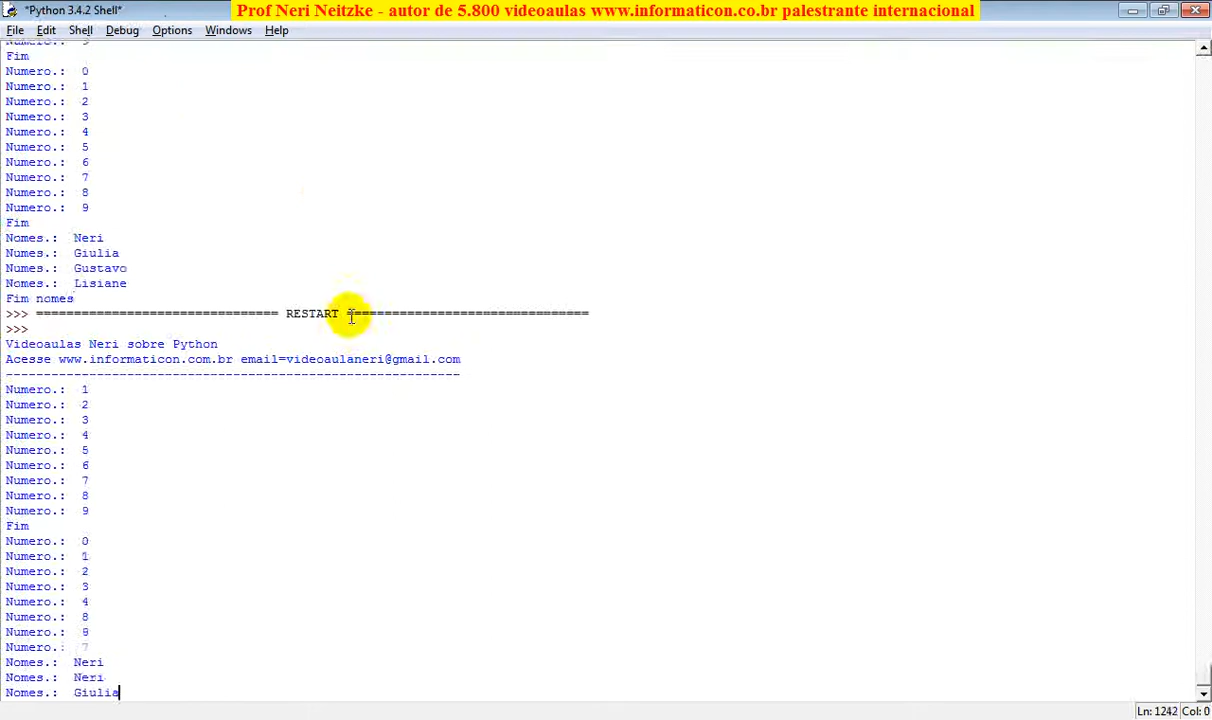 *Python 3.4.2 Shell*
Prof Neri Neitzke - autor de 5.800 videoaulas www.informaticon.co.br palestrante internacional
File Edit Shell Debug Options Windows Help
Fim
Numero.: 0
Numero.: 1
Numero.: 2
Numero.: 3
Numero.: 4
Numero.: 5
Numero.: 6
Numero.: 7
Numero.: 8
Numero.: 9
Fim
Nomes.: Neri
Nomes.: Giulia
Nomes.: Gustavo
Nomes.: Lisiane
Fim nomes
>>> ================================ RESTART ================================
>>>
Videoaulas Neri sobre Python
Acesse www.informaticon.com.br email=videoaulaneri@gmail.com
------------------------------------------------------------
Numero.: 1
Numero.: 2
Numero.: 3
Numero.: 4
Numero.: 5
Numero.: 6
Numero.: 7
Numero.: 8
Numero.: 9
Fim
Numero.: 0
Numero.: 1
Numero.: 2
Numero.: 3
Numero.: 4
Numero.: 8
Numero.:
Numero.: 7
Nomes.: Neri
Nomes.: Neri
Nomes.: Giulia
Ln: 1242 Col: 0